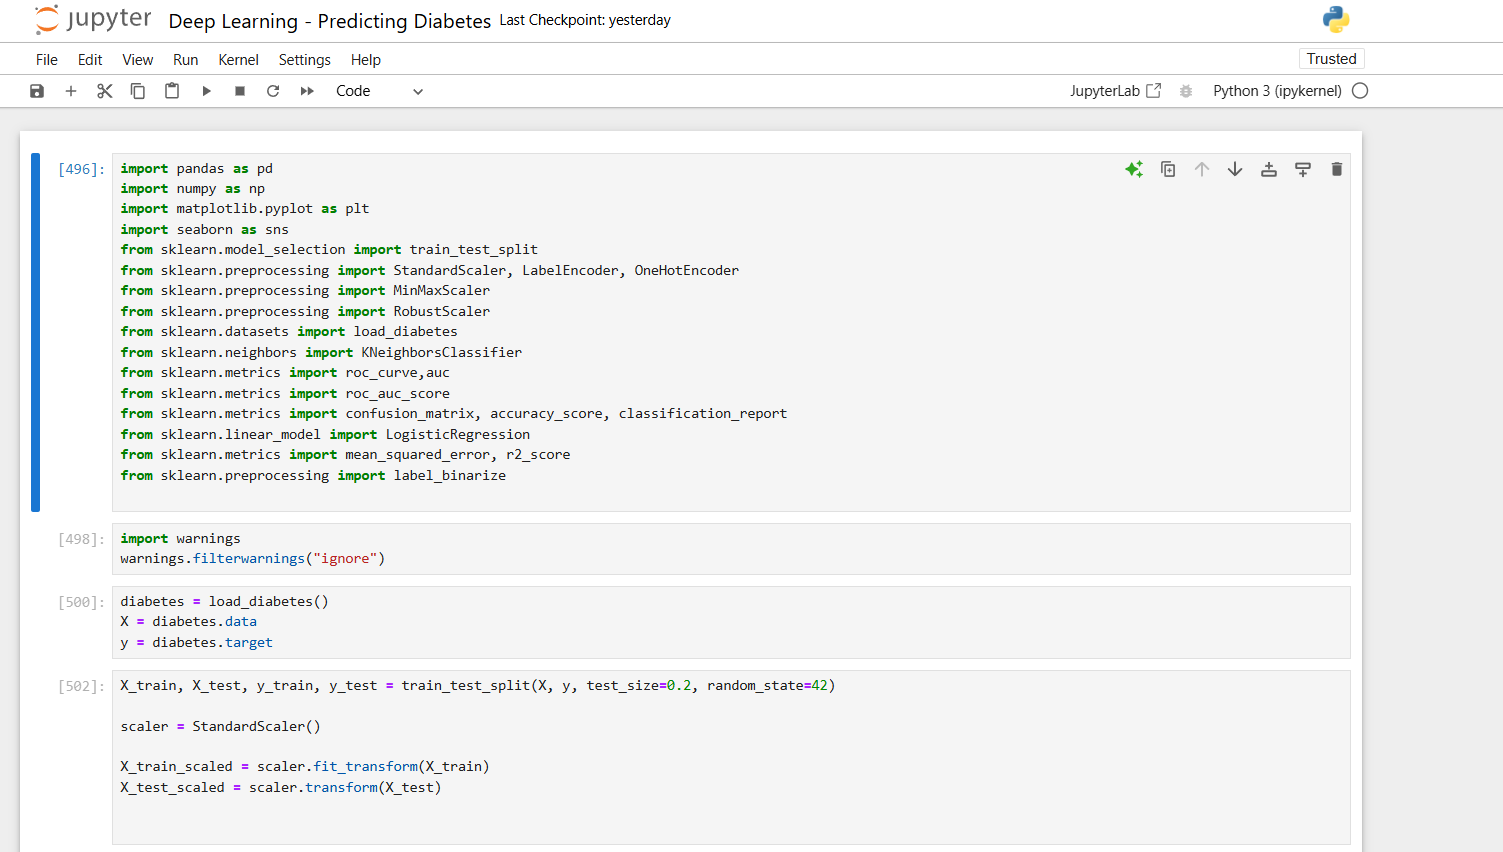 jupyter Deep Learning - Predicting Diabetes Last Checkpoint: yesterday
File Edit View Run Kernel Settings Help Trusted
Code JupyterLab Python 3 (ipykernel)
[496]: import pandas as pd
import numpy as np
import matplotlib.pyplot as plt
import seaborn as sns
from sklearn.model_selection import train_test_split
from sklearn.preprocessing import StandardScaler, LabelEncoder, OneHotEncoder
from sklearn.preprocessing import MinMaxScaler
from sklearn.preprocessing import RobustScaler
from sklearn.datasets import load_diabetes
from sklearn.neighbors import KNeighborsClassifier
from sklearn.metrics import roc_curve,auc
from sklearn.metrics import roc_auc_score
from sklearn.metrics import confusion_matrix, accuracy_score, classification_report
from sklearn.linear_model import LogisticRegression
from sklearn.metrics import mean_squared_error, r2_score
from sklearn.preprocessing import label_binarize
[498]: import warnings
warnings.filterwarnings("ignore")
[500]: diabetes = load_diabetes()
X = diabetes.data
y = diabetes.target
[502]: X_train, X_test, y_train, y_test = train_test_split(X, y, test_size=0.2, random_state=42)
scaler = StandardScaler()
X_train_scaled = scaler.fit_transform(X_train)
X_test_scaled = scaler.transform(X_test)